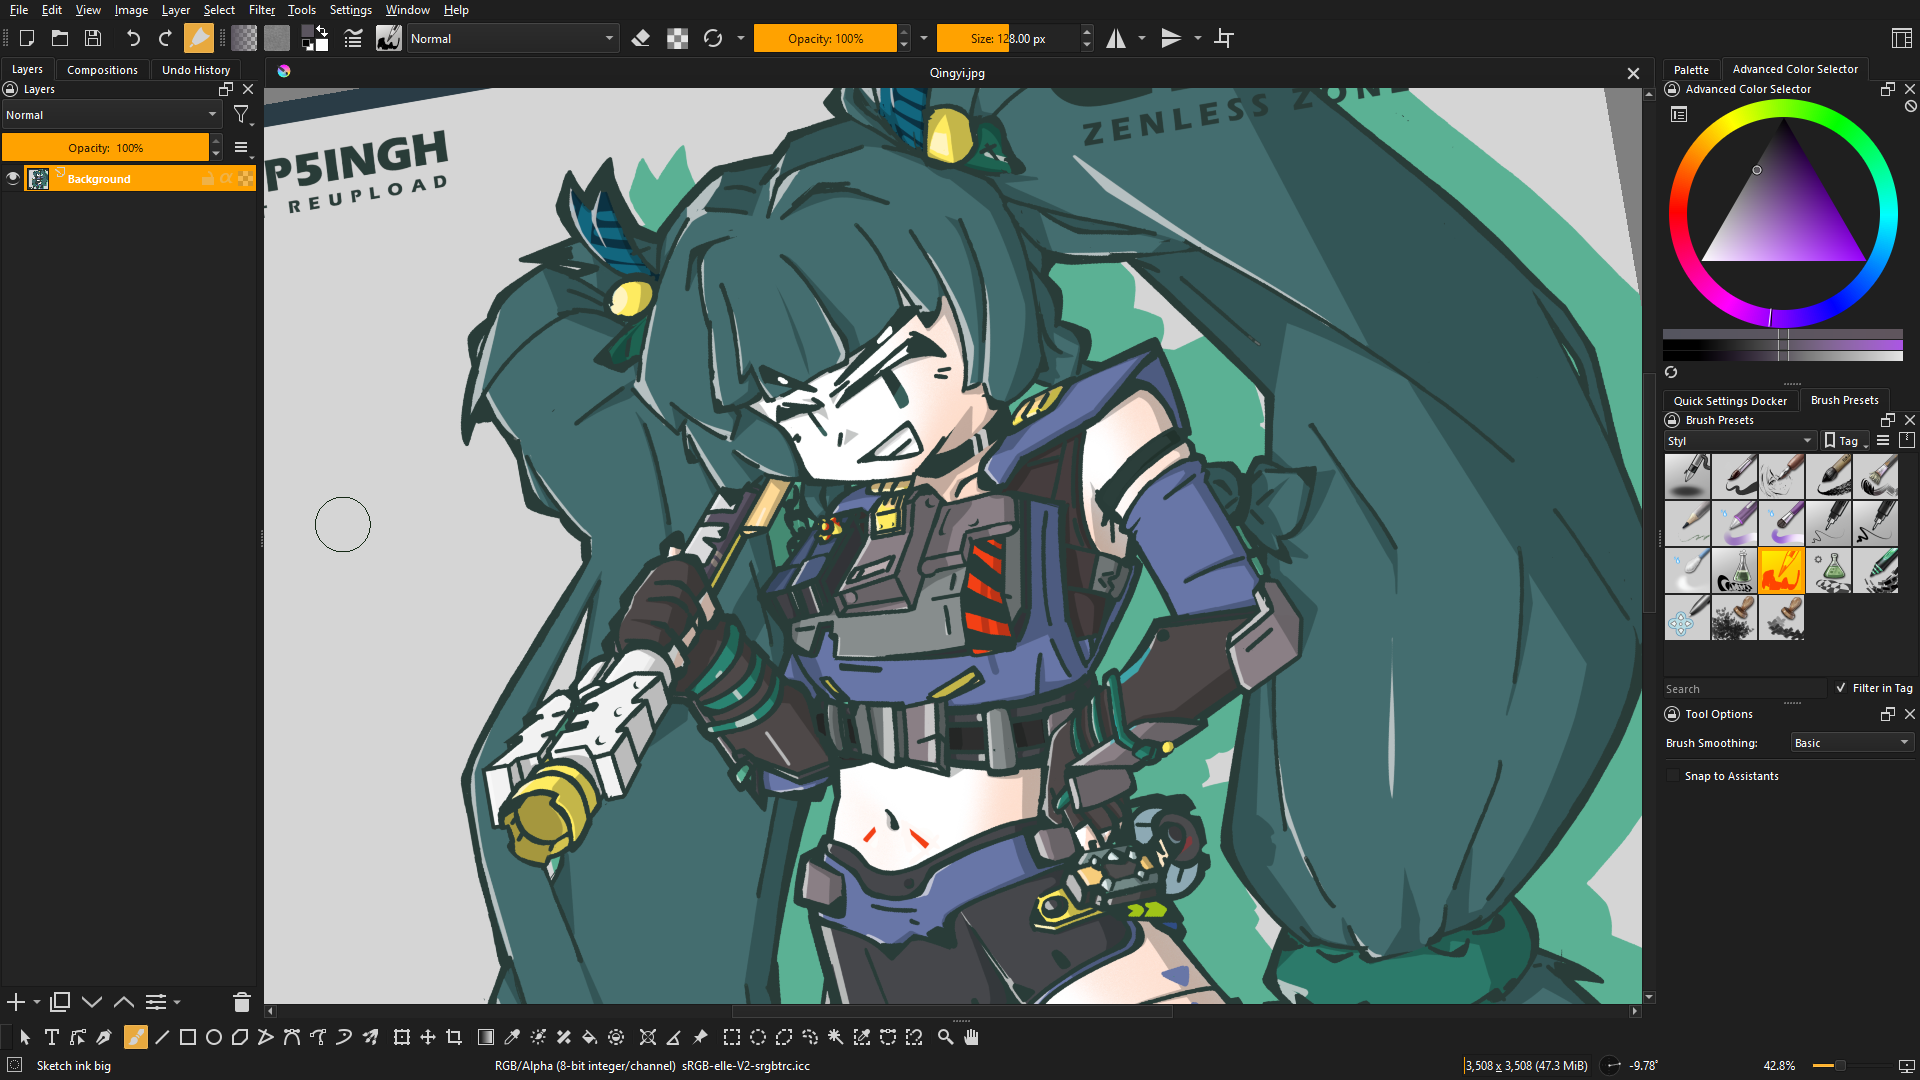 File Edit View Image Layer Select Filter Tools Settings Window Help
Normal
Opacity: 100%
Size: 128.00 px
Layers Compositions Undo History
Qingyi.jpg
Palette Advanced Color Selector
Layers
Advanced Color Selector
Normal
Opacity: 100%
Background
P5INGH
REUPLOAD
ZENLESS ZONE
Quick Settings Docker Brush Presets
Brush Presets
Styl
Tag
Search
Filter in Tag
Tool Options
Brush Smoothing: Basic
Snap to Assistants
Sketch ink big
RGB/Alpha (8-bit integer/channel) sRGB-elle-V2-srgbtrc.icc
3,508 x 3,508 (47.3 MiB)
-9.78°
42.8%